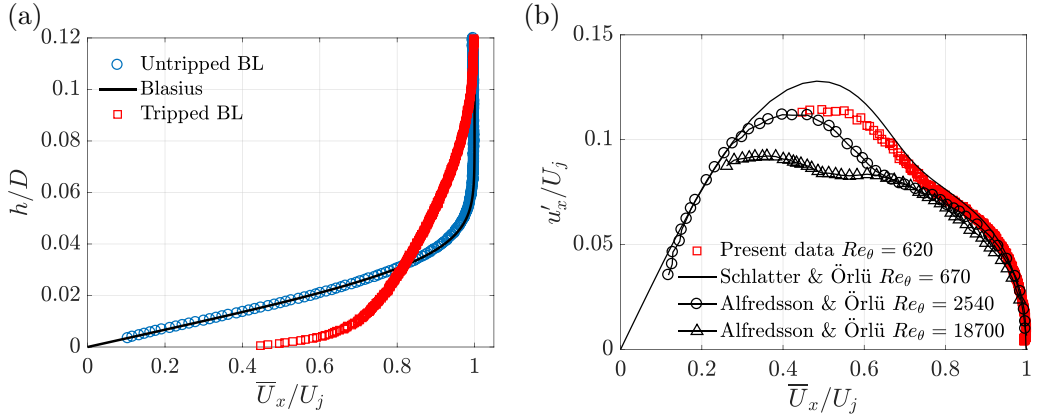 (a)
0.12
0.1
0.08
0.06
0.04
0.02
0
h/D
Untripped BL
Blasius
Tripped BL
0 0.2 0.4 0.6 0.8 1
U̅x/Uj
(b)
0.15
0.1
0.05
0
u′x/Uj
Present data Reθ = 620
Schlatter & Örlü Reθ = 670
Alfredsson & Örlü Reθ = 2540
Alfredsson & Örlü Reθ = 18700
0 0.2 0.4 0.6 0.8 1
U̅x/Uj